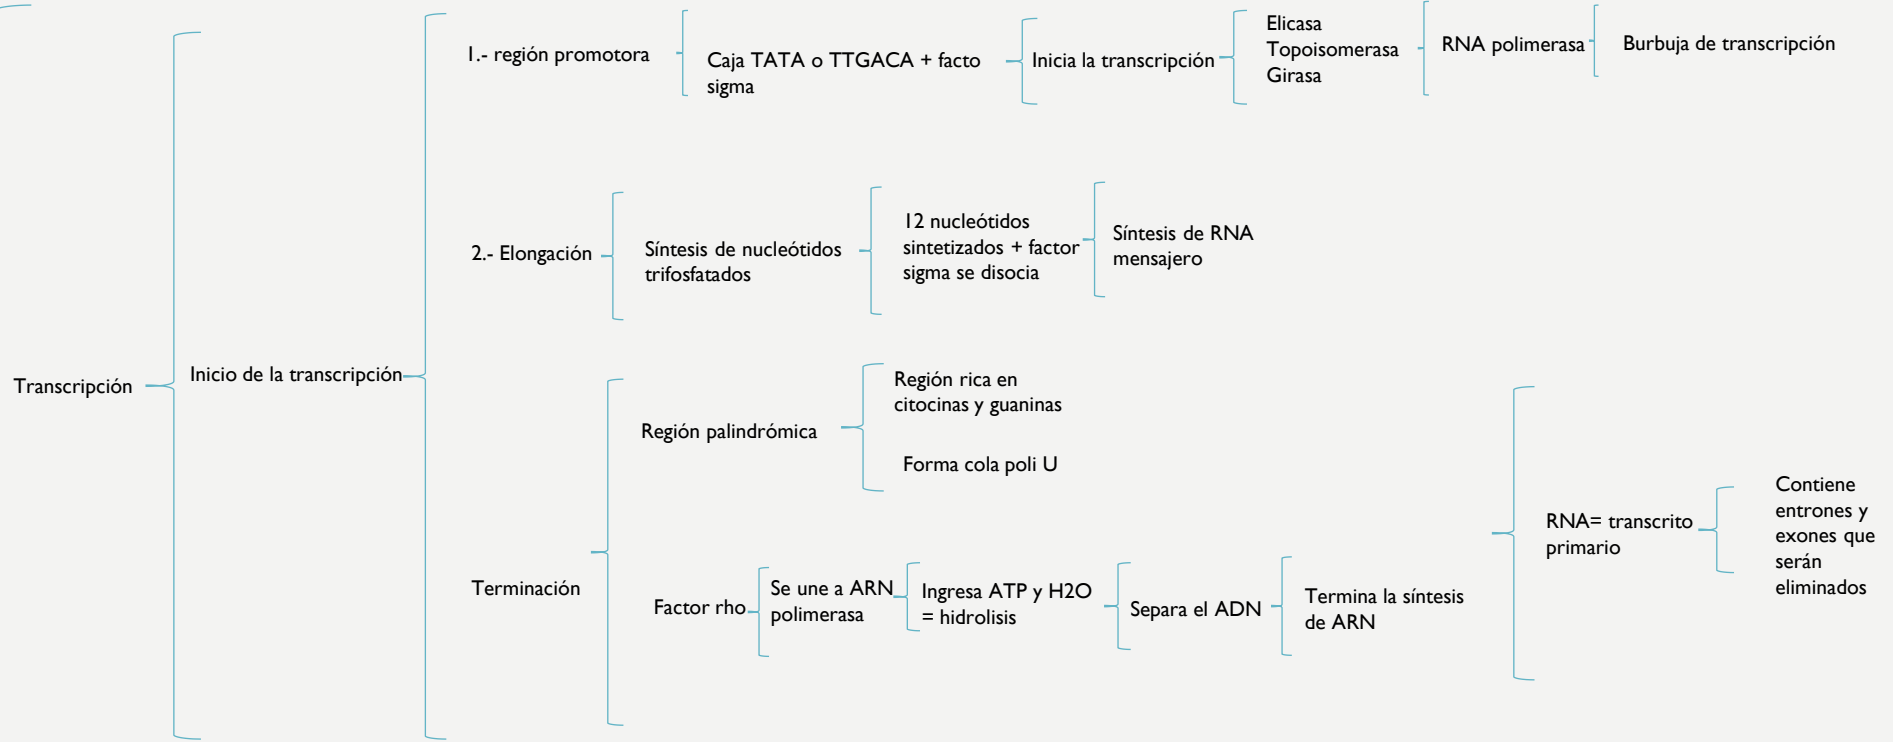 Transcripción
Inicio de la transcripción
1.- región promotora
Caja TATA o TTGACA + facto
sigma
Inicia la transcripción
Elicasa
Topoisomerasa
Girasa
RNA polimerasa
Burbuja de transcripción
2.- Elongación
Síntesis de nucleótidos
trifosfatados
12 nucleótidos
sintetizados + factor
sigma se disocia
Síntesis de RNA
mensajero
Terminación
Región palindrómica
Región rica en
citocinas y guaninas
Forma cola poli U
Factor rho
Se une a ARN
polimerasa
Ingresa ATP y H2O
= hidrolisis
Separa el ADN
Termina la síntesis
de ARN
RNA= transcrito
primario
Contiene
entrones y
exones que
serán
eliminados